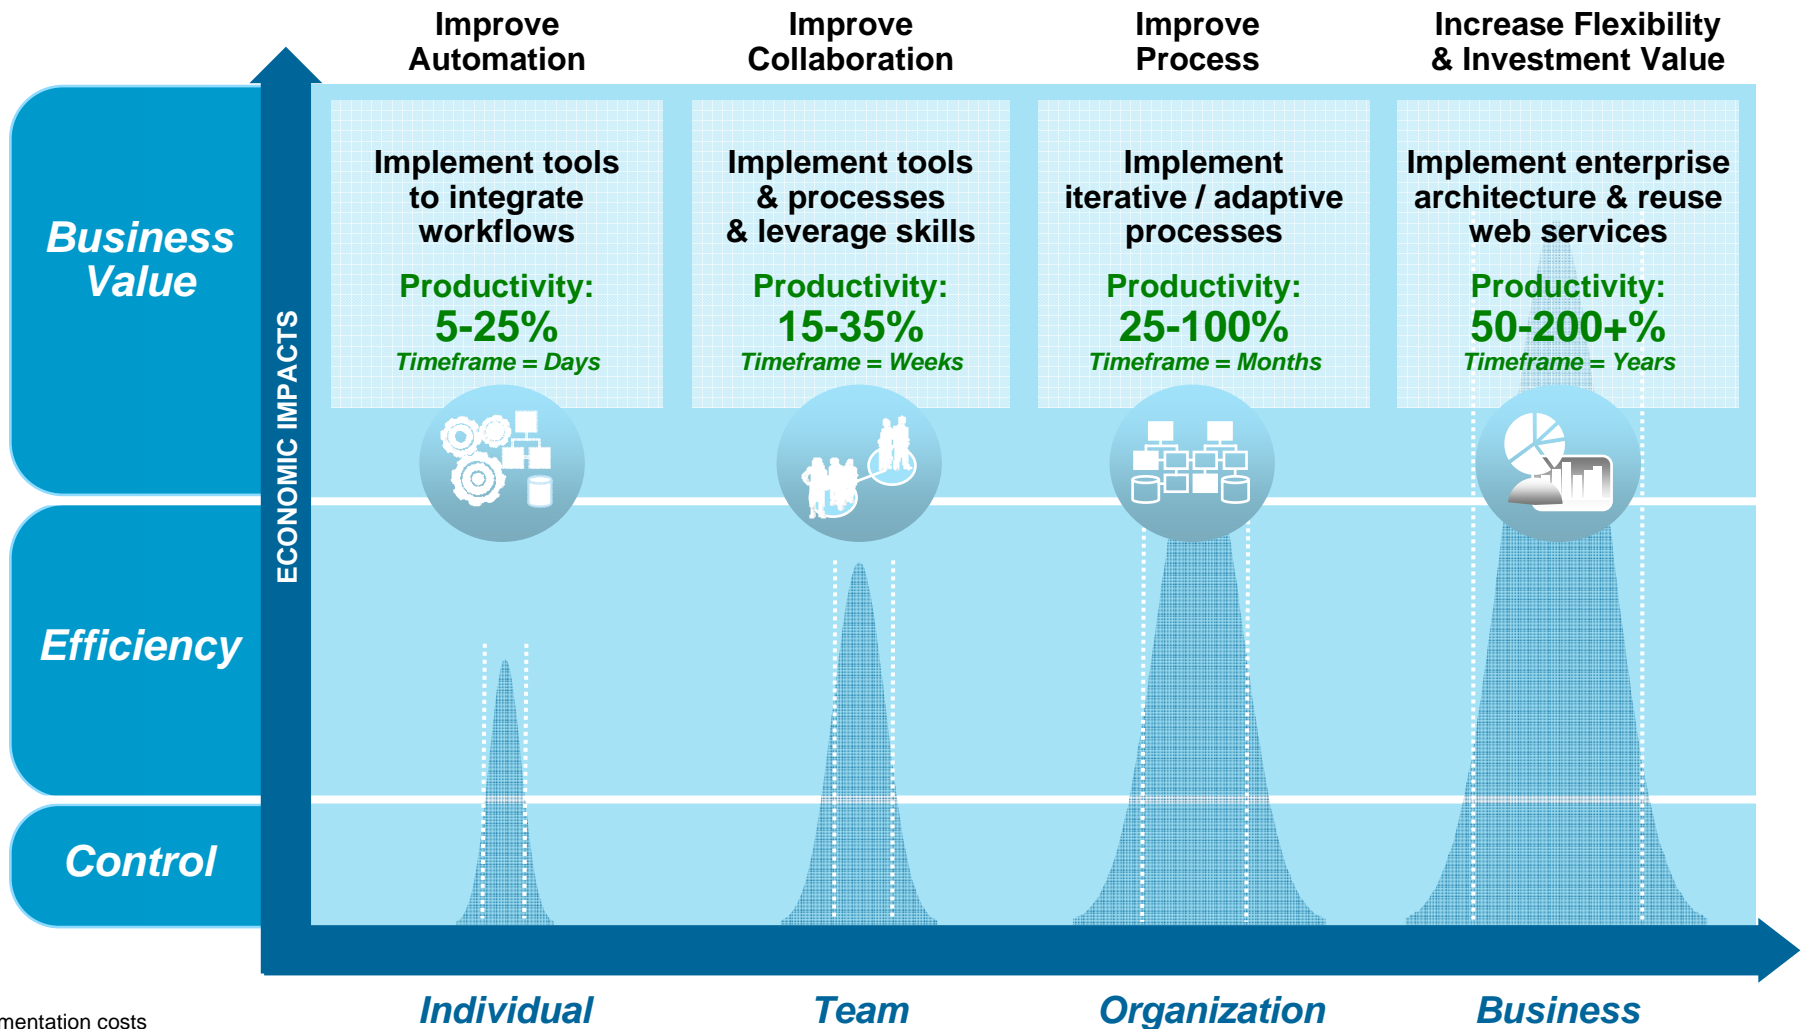 Improve
Automation
Improve
Collaboration
Improve
Process
Increase Flexibility
& Investment Value
Business
Value
Efficiency
Control
ECONOMIC IMPACTS
Implement tools
to integrate
workflows
Productivity:
5-25%
Timeframe = Days
Implement tools
& processes
& leverage skills
Productivity:
15-35%
Timeframe = Weeks
Implement
iterative / adaptive
processes
Productivity:
25-100%
Timeframe = Months
Implement enterprise
architecture & reuse
web services
Productivity:
50-200+%
Timeframe = Years
Individual
Team
Organization
Business
mentation costs